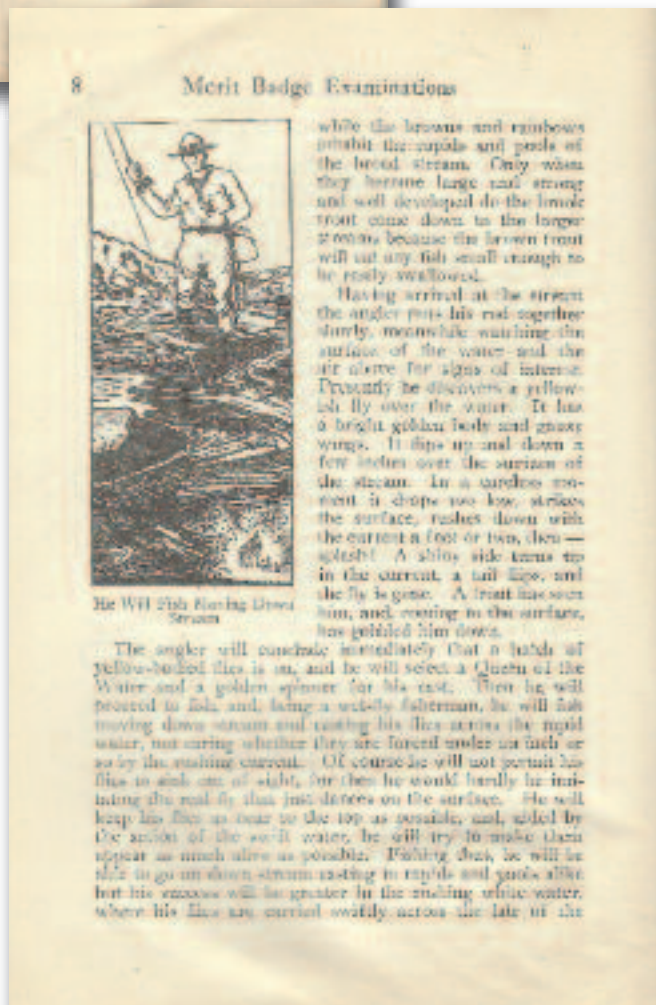 8 Merit Badge Examinations
while the browns and rainbows
inhabit the rapids and pools of
the broad stream. Only when
they become large and strong
and well developed do the brook
trout come down to the larger
streams because the brown trout
will eat any fish small enough to
be easily swallowed.
Having arrived at the stream
the angler puts his rod together
slowly, meanwhile watching the
surface of the water and the
air above for signs of interest.
Presently he discovers a yellow-
ish fly over the water. It has
a bright golden body and gauzy
wings. It dips up and down a
few inches over the surface of
the stream. In a careless mo-
ment it drops too low, strikes
the surface, rushes down with
the current a foot or two, then —
splash! A shiny side turns up
in the current, a tail flips, and
the fly is gone. A trout has seen
him, and, coming to the surface,
has gobbled him down.
He Will Fish Moving Down
Stream
The angler will conclude immediately that a hatch of
yellow-bodied flies is on, and he will select a Queen of the
Water and a golden spinner for his cast. Then he will
proceed to fish, and, being a wet-fly fisherman, he will fish
moving down stream and casting his flies across the rapid
water, not caring whether they are forced under an inch or
so by the rushing current. Of course he will not permit his
flies to sink out of sight, for then he would hardly be imi-
tating the real fly that just dances on the surface. He will
keep his flies as near to the top as possible, and, aided by
the action of the swift water, he will try to make them
appear as much alive as possible. Fishing thus, he will be
able to go on down stream casting in rapids and pools alike
but his success will be greater in the rushing white water,
where his flies are carried swiftly across the of the